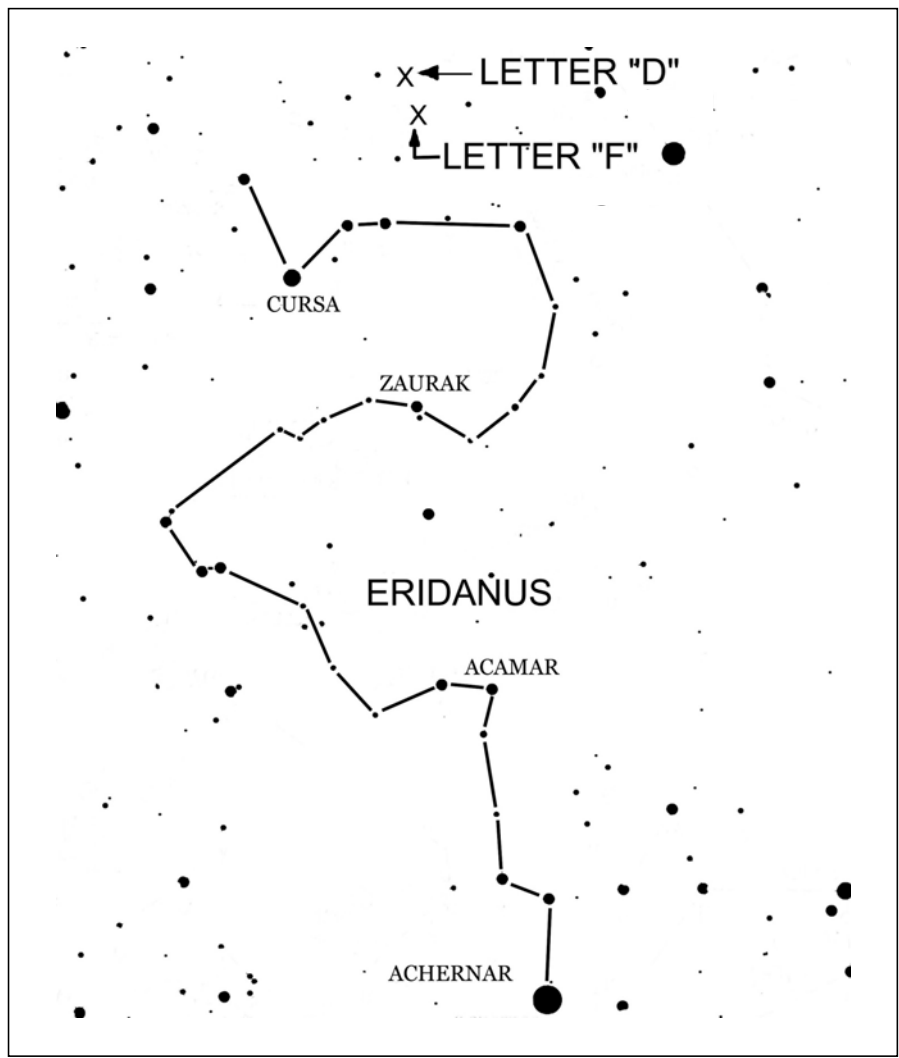 X LETTER "D"
X
LETTER "F"
CURSA
ZAURAK
ERIDANUS
ACAMAR
ACHERNAR